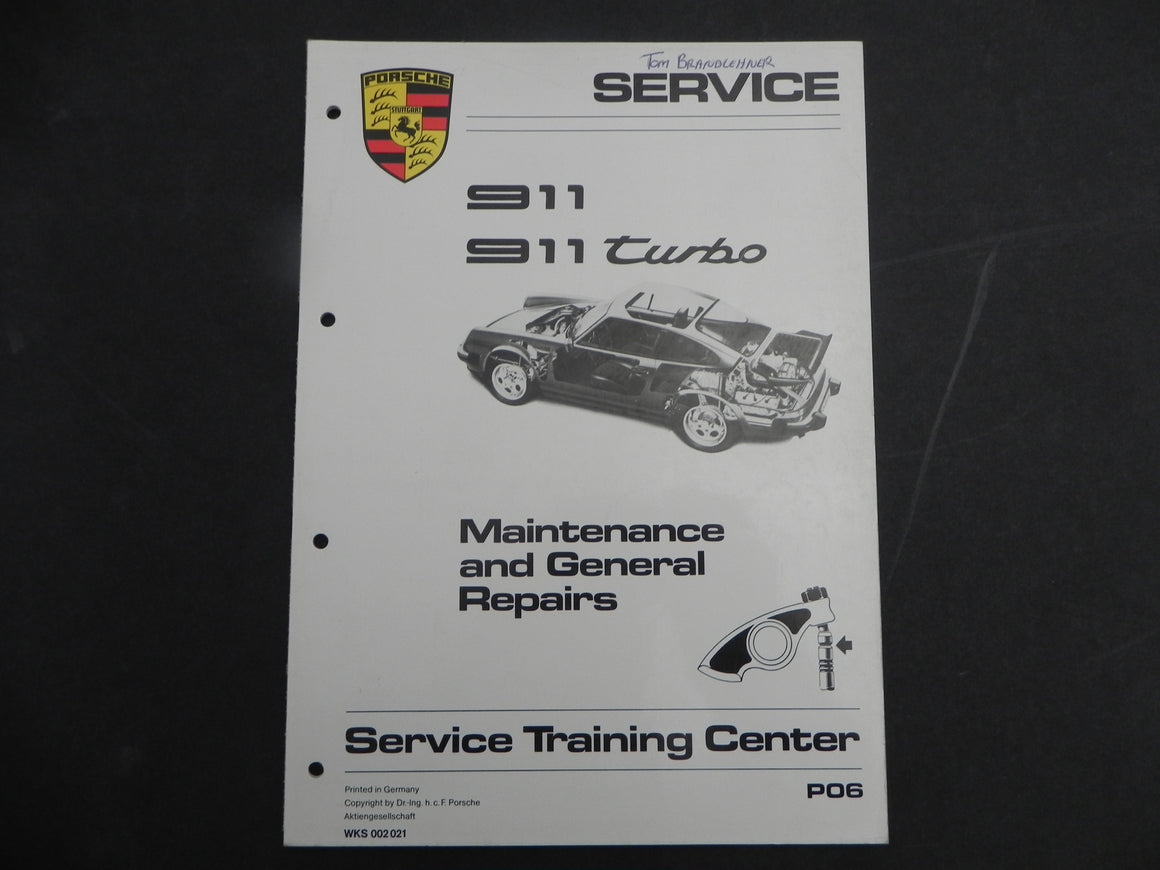 Tom Brandlehner
SERVICE
PORSCHE
STUTTGART
911
911 turbo
Maintenance
and General
Repairs
Service Training Center
P06
Printed in Germany
Copyright by Dr.-Ing. h. c. F. Porsche
Aktiengesellschaft
WKS 002 021